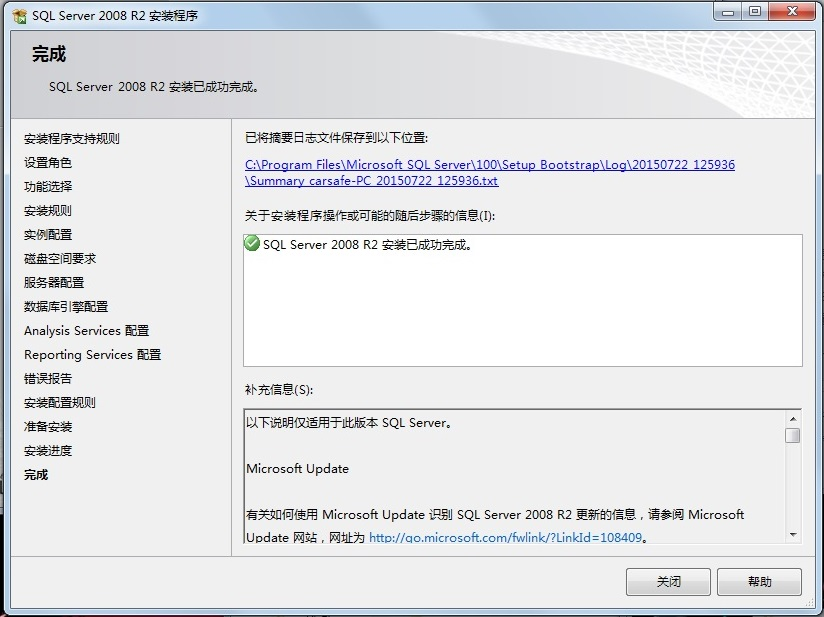 SQL Server 2008 R2 安装程序
完成
SQL Server 2008 R2 安装已成功完成。
安装程序支持规则
设置角色
功能选择
安装规则
实例配置
磁盘空间要求
服务器配置
数据库引擎配置
Analysis Services 配置
Reporting Services 配置
错误报告
安装配置规则
准备安装
安装进度
完成
已将摘要日志文件保存到以下位置:
C:\Program Files\Microsoft SQL Server\100\Setup Bootstrap\Log\20150722_125936
\Summary_carsafe-PC_20150722_125936.txt
关于安装程序操作或可能的随后步骤的信息(I):
SQL Server 2008 R2 安装已成功完成。
补充信息(S):
以下说明仅适用于此版本 SQL Server。
Microsoft Update
有关如何使用 Microsoft Update 识别 SQL Server 2008 R2 更新的信息，请参阅 Microsoft
Update 网站，网址为 http://go.microsoft.com/fwlink/?LinkId=108409。
关闭
帮助